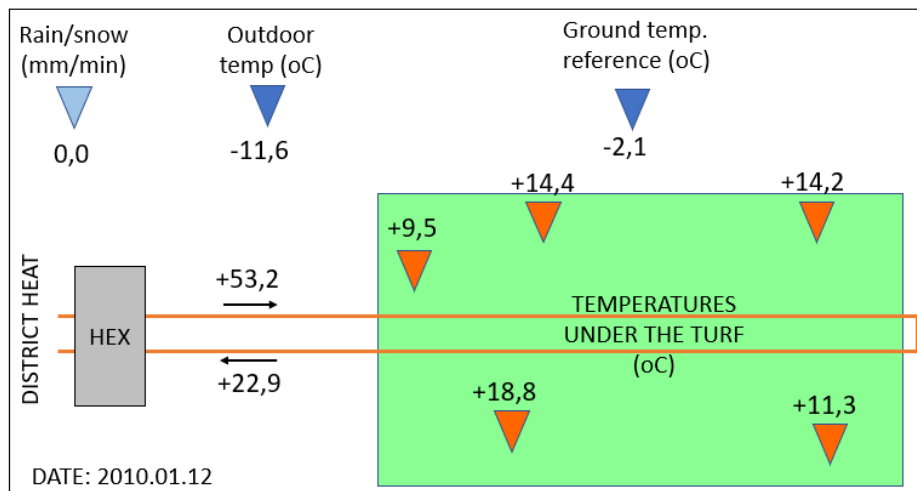 Rain/snow
(mm/min)
0,0
Outdoor
temp (oC)
-11,6
Ground temp.
reference (oC)
-2,1
+14,4
+14,2
+9,5
DISTRICT HEAT
HEX
+53,2
+22,9
TEMPERATURES
UNDER THE TURF
(oC)
+18,8
+11,3
DATE: 2010.01.12